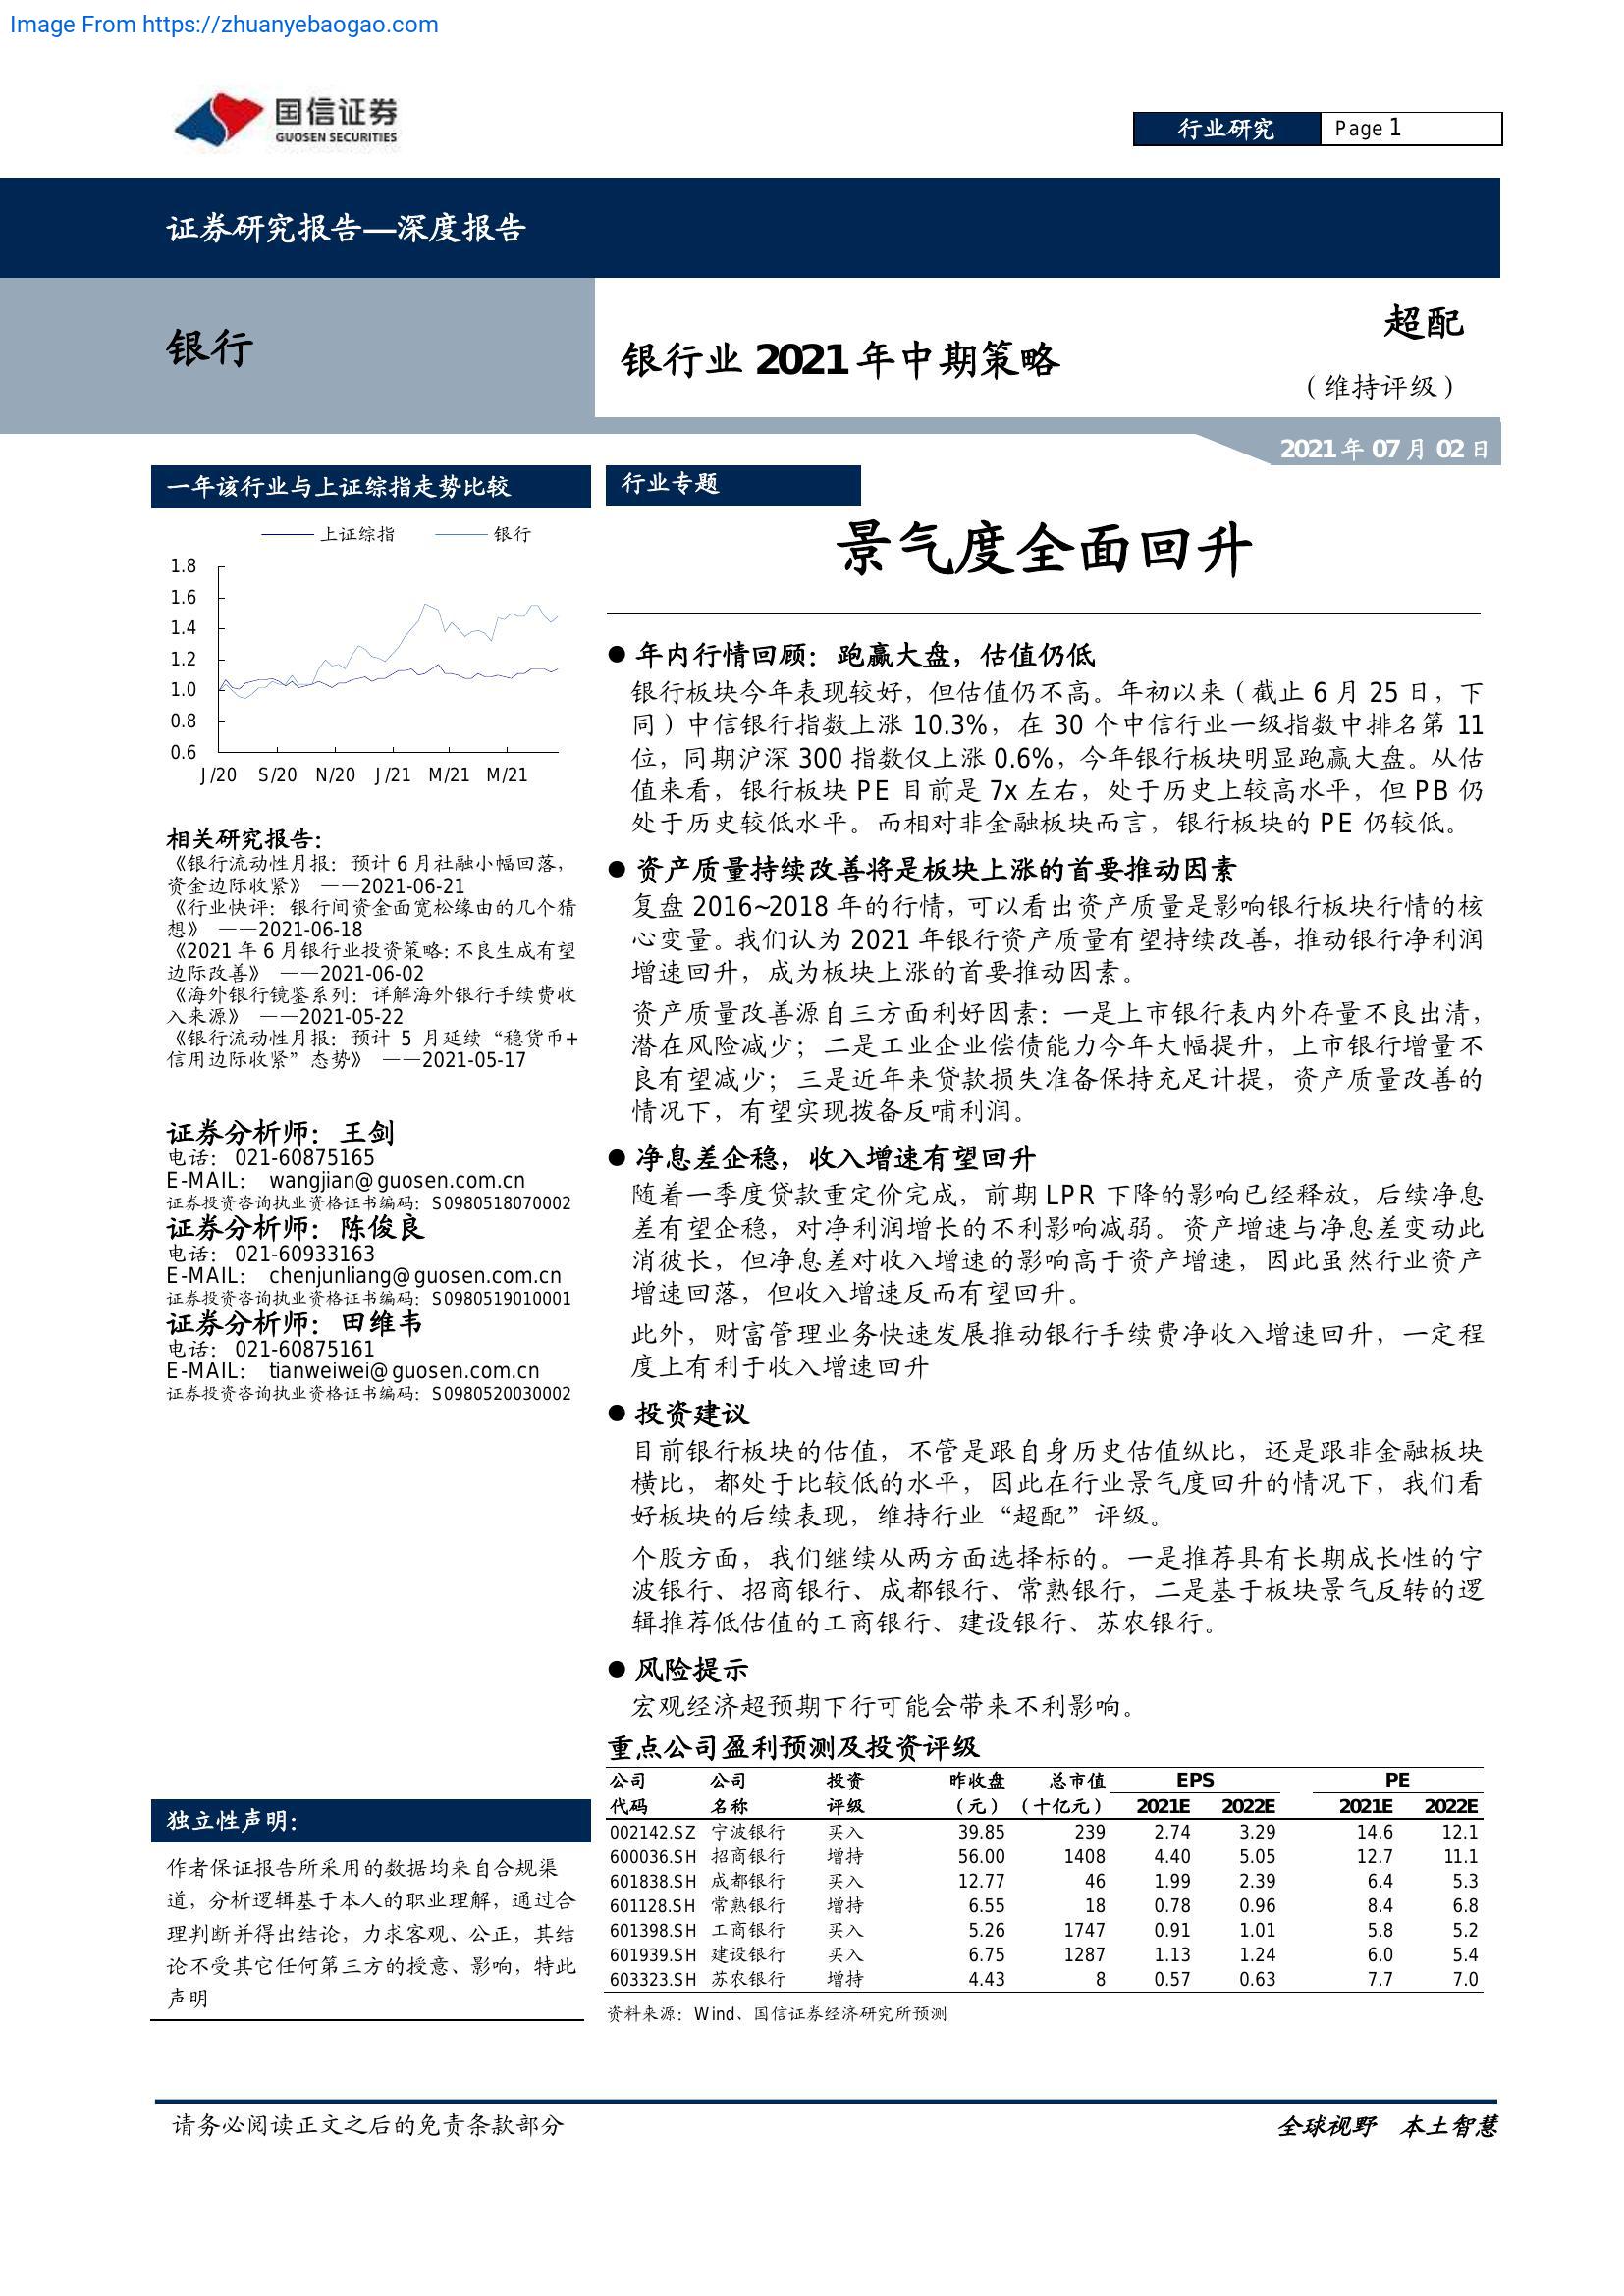 Image From https://zhuanyebaogao.com
国信证券
GUOSEN SECURITIES
行业研究 Page 1
证券研究报告—深度报告
银行
银行业 2021 年中期策略
超配
（维持评级）
2021 年 07 月 02 日
一年该行业与上证综指走势比较
上证综指 银行
1.8
1.6
1.4
1.2
1.0
0.8
0.6
J/20 S/20 N/20 J/21 M/21 M/21
相关研究报告：
《银行流动性月报：预计 6 月社融小幅回落，
资金边际收紧》 ——2021-06-21
《行业快评：银行间资金面宽松缘由的几个猜
想》 ——2021-06-18
《2021 年 6 月银行业投资策略：不良生成有望
边际改善》 ——2021-06-02
《海外银行镜鉴系列：详解海外银行手续费收
入来源》 ——2021-05-22
《银行流动性月报：预计 5 月延续“稳货币+
信用边际收紧”态势》 ——2021-05-17
证券分析师：王剑
电话： 021-60875165
E-MAIL： wangjian@guosen.com.cn
证券投资咨询执业资格证书编码：S0980518070002
证券分析师：陈俊良
电话： 021-60933163
E-MAIL： chenjunliang@guosen.com.cn
证券投资咨询执业资格证书编码：S0980519010001
证券分析师：田维韦
电话： 021-60875161
E-MAIL： tianweiwei@guosen.com.cn
证券投资咨询执业资格证书编码：S0980520030002
独立性声明：
作者保证报告所采用的数据均来自合规渠
道，分析逻辑基于本人的职业理解，通过合
理判断并得出结论，力求客观、公正，其结
论不受其它任何第三方的授意、影响，特此
声明
行业专题
景气度全面回升
● 年内行情回顾：跑赢大盘，估值仍低
银行板块今年表现较好，但估值仍不高。年初以来（截止 6 月 25 日，下
同）中信银行指数上涨 10.3%，在 30 个中信行业一级指数中排名第 11
位，同期沪深 300 指数仅上涨 0.6%，今年银行板块明显跑赢大盘。从估
值来看，银行板块 PE 目前是 7x 左右，处于历史上较高水平，但 PB 仍
处于历史较低水平。而相对非金融板块而言，银行板块的 PE 仍较低。
● 资产质量持续改善将是板块上涨的首要推动因素
复盘 2016~2018 年的行情，可以看出资产质量是影响银行板块行情的核
心变量。我们认为 2021 年银行资产质量有望持续改善，推动银行净利润
增速回升，成为板块上涨的首要推动因素。
资产质量改善源自三方面利好因素：一是上市银行表内外存量不良出清，
潜在风险减少；二是工业企业偿债能力今年大幅提升，上市银行增量不
良有望减少；三是近年来贷款损失准备保持充足计提，资产质量改善的
情况下，有望实现拨备反哺利润。
● 净息差企稳，收入增速有望回升
随着一季度贷款重定价完成，前期 LPR 下降的影响已经释放，后续净息
差有望企稳，对净利润增长的不利影响减弱。资产增速与净息差变动此
消彼长，但净息差对收入增速的影响高于资产增速，因此虽然行业资产
增速回落，但收入增速反而有望回升。
此外，财富管理业务快速发展推动银行手续费净收入增速回升，一定程
度上有利于收入增速回升
● 投资建议
目前银行板块的估值，不管是跟自身历史估值纵比，还是跟非金融板块
横比，都处于比较低的水平，因此在行业景气度回升的情况下，我们看
好板块的后续表现，维持行业“超配”评级。
个股方面，我们继续从两方面选择标的。一是推荐具有长期成长性的宁
波银行、招商银行、成都银行、常熟银行，二是基于板块景气反转的逻
辑推荐低估值的工商银行、建设银行、苏农银行。
● 风险提示
宏观经济超预期下行可能会带来不利影响。
重点公司盈利预测及投资评级
公司 公司 投资 昨收盘 总市值 EPS PE
代码 名称 评级 （元） （十亿元） 2021E 2022E 2021E 2022E
002142.SZ 宁波银行 买入 39.85 239 2.74 3.29 14.6 12.1
600036.SH 招商银行 增持 56.00 1408 4.40 5.05 12.7 11.1
601838.SH 成都银行 买入 12.77 46 1.99 2.39 6.4 5.3
601128.SH 常熟银行 增持 6.55 18 0.78 0.96 8.4 6.8
601398.SH 工商银行 买入 5.26 1747 0.91 1.01 5.8 5.2
601939.SH 建设银行 买入 6.75 1287 1.13 1.24 6.0 5.4
603323.SH 苏农银行 增持 4.43 8 0.57 0.63 7.7 7.0
资料来源：Wind、国信证券经济研究所预测
请务必阅读正文之后的免责条款部分
全球视野 本土智慧